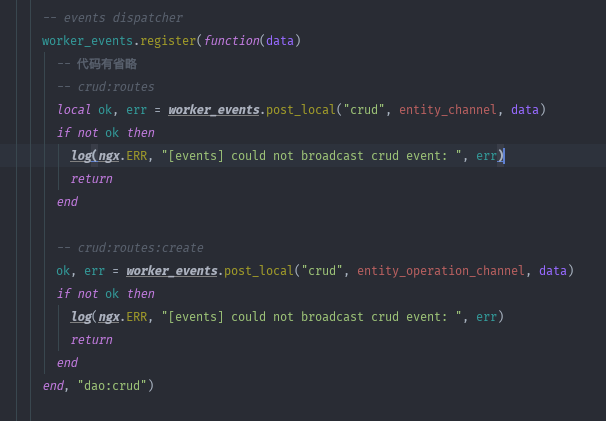 -- events dispatcher
worker_events.register(function(data)
-- 代码有省略
-- crud:routes
local ok, err = worker_events.post_local("crud", entity_channel, data)
if not ok then
log(ngx.ERR, "[events] could not broadcast crud event: ", err)
return
end
-- crud:routes:create
ok, err = worker_events.post_local("crud", entity_operation_channel, data)
if not ok then
log(ngx.ERR, "[events] could not broadcast crud event: ", err)
return
end
end, "dao:crud")